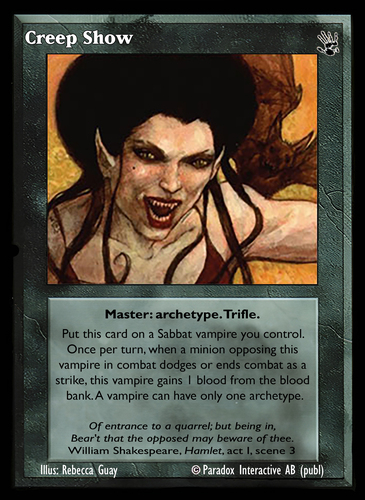 Creep Show
Master: archetype. Trifle.
Put this card on a Sabbat vampire you control.
Once per turn, when a minion opposing this
vampire in combat dodges or ends combat as a
strike, this vampire gains 1 blood from the blood
bank. A vampire can have only one archetype.
Of entrance to a quarrel; but being in,
Bear't that the opposed may beware of thee.
William Shakespeare, Hamlet, act 1, scene 3
Illus: Rebecca Guay
© Paradox Interactive AB (publ)